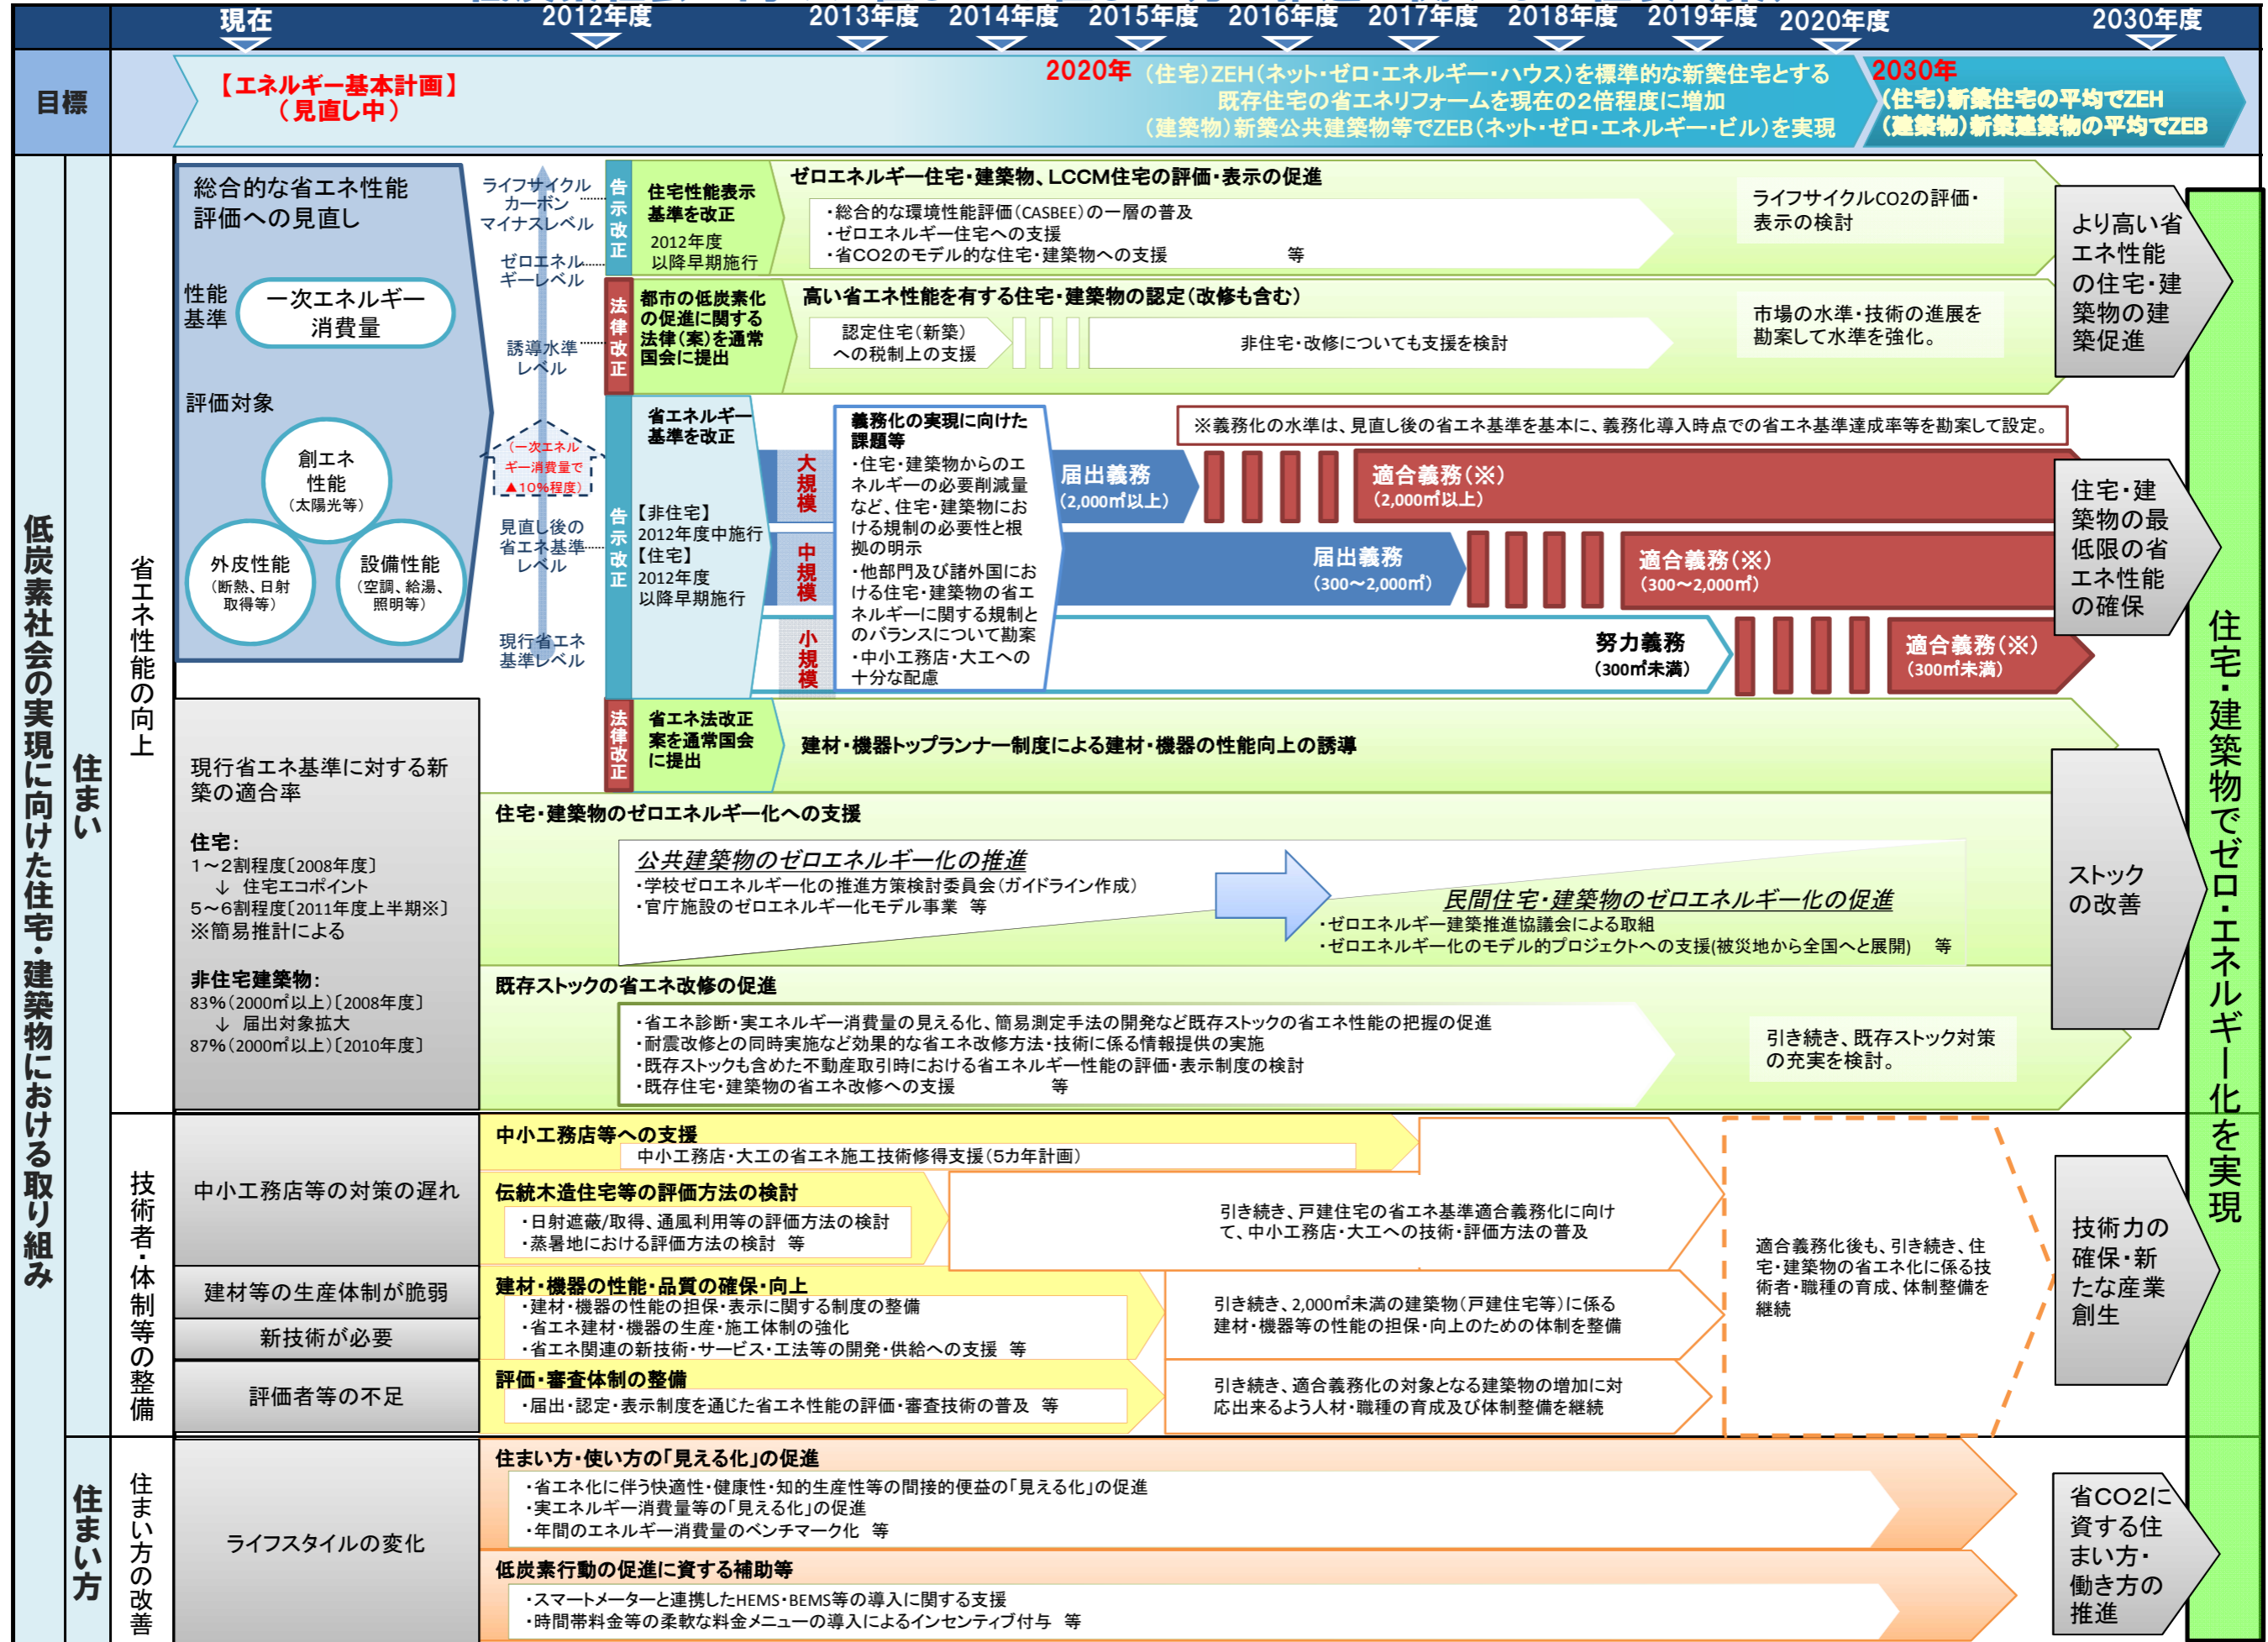 現在
2012年度
2013年度
2014年度
2015年度
2016年度
2017年度
2018年度
2019年度
2020年度
2030年度
目標
【エネルギー基本計画】
(見直し中)
2020年 (住宅)ZEH(ネット・ゼロ・エネルギー・ハウス)を標準的な新築住宅とする
既存住宅の省エネリフォームを現在の2倍程度に増加
(建築物)新築公共建築物等でZEB(ネット・ゼロ・エネルギー・ビル)を実現
2030年
(住宅)新築住宅の平均でZEH
(建築物)新築建築物の平均でZEB
低炭素社会の実現に向けた住宅・建築物における取り組み
住まい
省エネ性能の向上
総合的な省エネ性能
評価への見直し
性能
基準
一次エネルギー
消費量
評価対象
創エネ
性能
(太陽光等)
外皮性能
(断熱、日射
取得等)
設備性能
(空調、給湯、
照明等)
ライフサイクル
カーボン
マイナスレベル
ゼロエネル
ギーレベル
誘導水準
レベル
(一次エネル
ギー消費量で
▲10%程度)
見直し後の
省エネ基準
レベル
現行省エネ
基準レベル
告示改正
住宅性能表示
基準を改正
2012年度
以降早期施行
ゼロエネルギー住宅・建築物、LCCM住宅の評価・表示の促進
・総合的な環境性能評価(CASBEE)の一層の普及
・ゼロエネルギー住宅への支援
・省CO2のモデル的な住宅・建築物への支援 等
ライフサイクルCO2の評価・
表示の検討
法律改正
都市の低炭素化
の促進に関する
法律(案)を通常
国会に提出
高い省エネ性能を有する住宅・建築物の認定(改修も含む)
認定住宅(新築)
への税制上の支援
非住宅・改修についても支援を検討
市場の水準・技術の進展を
勘案して水準を強化。
より高い省
エネ性能
の住宅・建
築物の建
築促進
告示改正
省エネルギー
基準を改正
【非住宅】
2012年度中施行
【住宅】
2012年度
以降早期施行
大規模
中規模
小規模
義務化の実現に向けた
課題等
・住宅・建築物からのエ
ネルギーの必要削減量
など、住宅・建築物にお
ける規制の必要性と根
拠の明示
・他部門及び諸外国にお
ける住宅・建築物の省エ
ネルギーに関する規制と
のバランスについて勘案
・中小工務店・大工への
十分な配慮
※義務化の水準は、見直し後の省エネ基準を基本に、義務化導入時点での省エネ基準達成率等を勘案して設定。
届出義務
(2,000㎡以上)
適合義務(※)
(2,000㎡以上)
届出義務
(300～2,000㎡)
適合義務(※)
(300～2,000㎡)
努力義務
(300㎡未満)
適合義務(※)
(300㎡未満)
住宅・建
築物の最
低限の省
エネ性能
の確保
法律改正
省エネ法改正
案を通常国会
に提出
建材・機器トップランナー制度による建材・機器の性能向上の誘導
現行省エネ基準に対する新
築の適合率
住宅:
1～2割程度〔2008年度〕
↓ 住宅エコポイント
5～6割程度〔2011年度上半期※〕
※簡易推計による
非住宅建築物:
83%(2000㎡以上)〔2008年度〕
↓ 届出対象拡大
87%(2000㎡以上)〔2010年度〕
住宅・建築物のゼロエネルギー化への支援
公共建築物のゼロエネルギー化の推進
・学校ゼロエネルギー化の推進方策検討委員会(ガイドライン作成)
・官庁施設のゼロエネルギー化モデル事業 等
民間住宅・建築物のゼロエネルギー化の促進
・ゼロエネルギー建築推進協議会による取組
・ゼロエネルギー化のモデル的プロジェクトへの支援(被災地から全国へと展開) 等
既存ストックの省エネ改修の促進
・省エネ診断・実エネルギー消費量の見える化、簡易測定手法の開発など既存ストックの省エネ性能の把握の促進
・耐震改修との同時実施など効果的な省エネ改修方法・技術に係る情報提供の実施
・既存ストックも含めた不動産取引時における省エネルギー性能の評価・表示制度の検討
・既存住宅・建築物の省エネ改修への支援 等
引き続き、既存ストック対策
の充実を検討。
ストック
の改善
住宅・建築物でゼロ・エネルギー化を実現
技術者・体制等の整備
中小工務店等の対策の遅れ
建材等の生産体制が脆弱
新技術が必要
評価者等の不足
中小工務店等への支援
中小工務店・大工の省エネ施工技術修得支援(5カ年計画)
伝統木造住宅等の評価方法の検討
・日射遮蔽/取得、通風利用等の評価方法の検討
・蒸暑地における評価方法の検討 等
引き続き、戸建住宅の省エネ基準適合義務化に向け
て、中小工務店・大工への技術・評価方法の普及
建材・機器の性能・品質の確保・向上
・建材・機器の性能の担保・表示に関する制度の整備
・省エネ建材・機器の生産・施工体制の強化
・省エネ関連の新技術・サービス・工法等の開発・供給への支援 等
引き続き、2,000㎡未満の建築物(戸建住宅等)に係る
建材・機器等の性能の担保・向上のための体制を整備
評価・審査体制の整備
・届出・認定・表示制度を通じた省エネ性能の評価・審査技術の普及 等
引き続き、適合義務化の対象となる建築物の増加に対
応出来るよう人材・職種の育成及び体制整備を継続
適合義務化後も、引き続き、住
宅・建築物の省エネ化に係る技
術者・職種の育成、体制整備を
継続
技術力の
確保・新
たな産業
創生
住まい方
住まい方の改善
ライフスタイルの変化
住まい方・使い方の「見える化」の促進
・省エネ化に伴う快適性・健康性・知的生産性等の間接的便益の「見える化」の促進
・実エネルギー消費量等の「見える化」の促進
・年間のエネルギー消費量のベンチマーク化 等
低炭素行動の促進に資する補助等
・スマートメーターと連携したHEMS・BEMS等の導入に関する支援
・時間帯料金等の柔軟な料金メニューの導入によるインセンティブ付与 等
省CO2に
資する住
まい方・
働き方の
推進